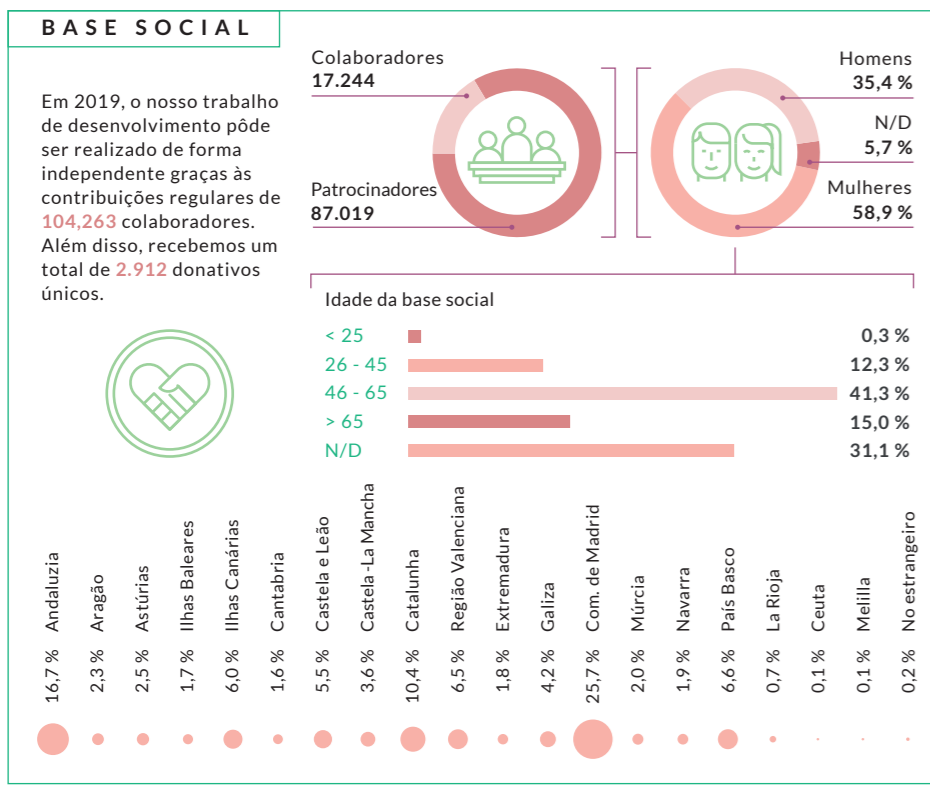 BASE SOCIAL
Em 2019, o nosso trabalho
de desenvolvimento pôde
ser realizado de forma
independente graças às
contribuições regulares de
104,263 colaboradores.
Além disso, recebemos um
total de 2.912 donativos
únicos.
Colaboradores
17.244
Patrocinadores
87.019
Homens
35,4 %
N/D
5,7 %
Mulheres
58,9 %
Idade da base social
< 25 0,3 %
26 - 45 12,3 %
46 - 65 41,3 %
> 65 15,0 %
N/D 31,1 %
16,7 % Andaluzia
2,3 % Aragão
2,5 % Astúrias
1,7 % Ilhas Baleares
6,0 % Ilhas Canárias
1,6 % Cantabria
5,5 % Castela e Leão
3,6 % Castela -La Mancha
10,4 % Catalunha
6,5 % Região Valenciana
1,8 % Extremadura
4,2 % Galiza
25,7 % Com. de Madrid
2,0 % Múrcia
1,9 % Navarra
6,6 % País Basco
0,7 % La Rioja
0,1 % Ceuta
0,1 % Melilla
0,2 % No estrangeiro